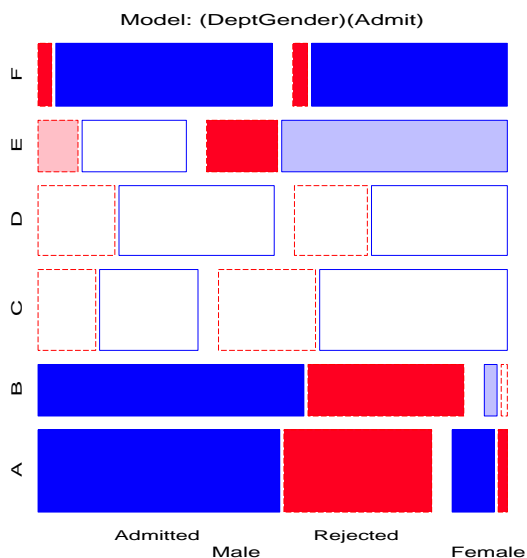 Model: (DeptGender)(Admit)
F
E
D
C
B
A
Admitted Rejected
Male Female